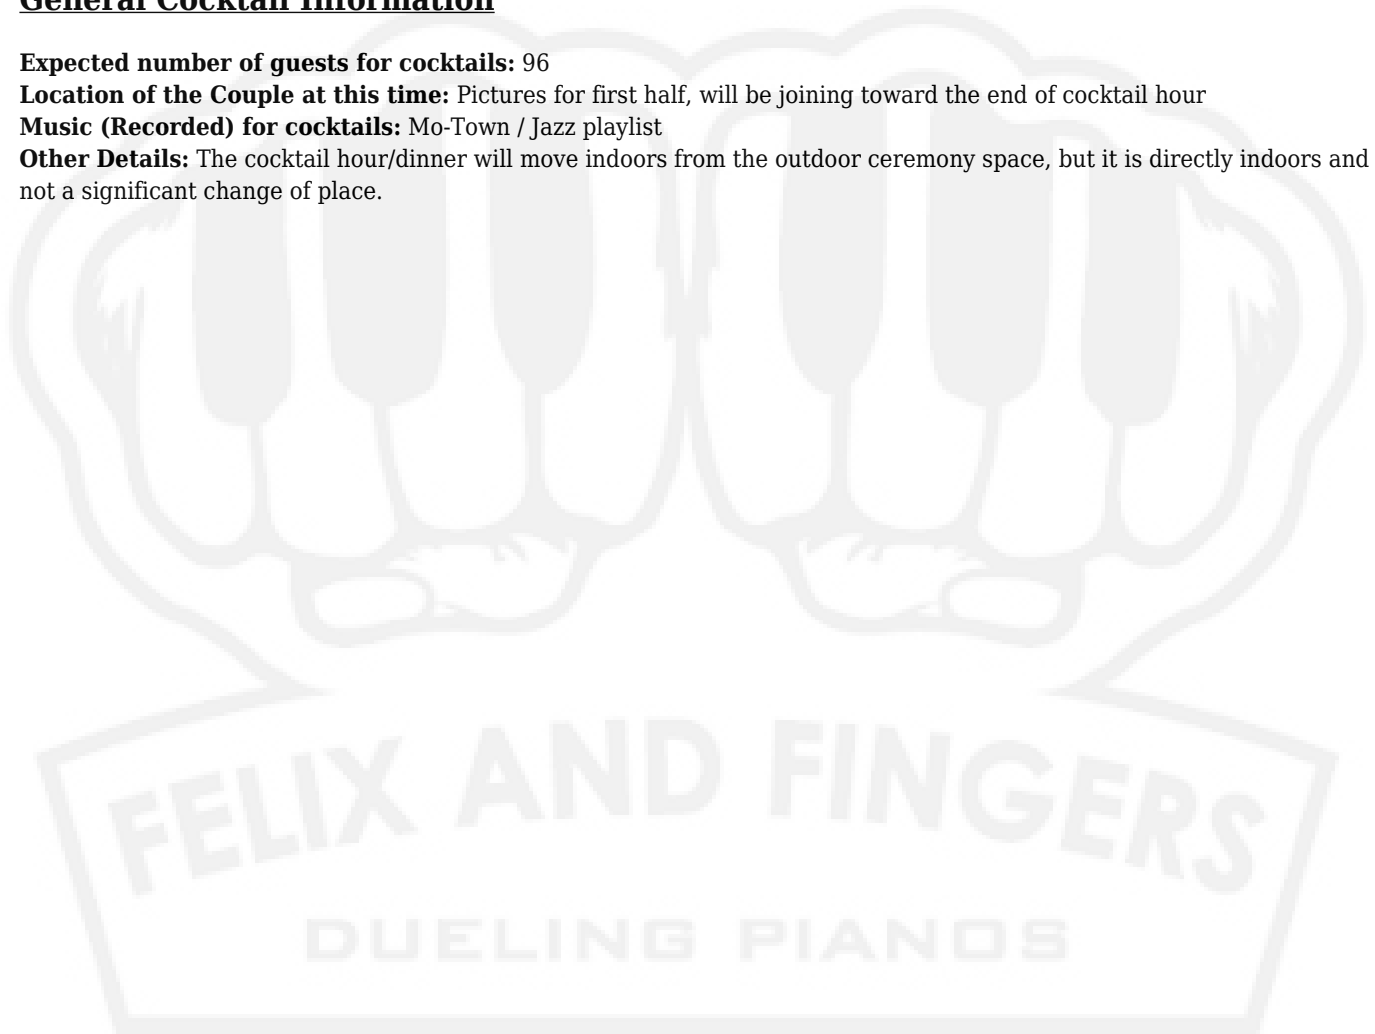 General Cocktail Information
Expected number of guests for cocktails: 96
Location of the Couple at this time: Pictures for first half, will be joining toward the end of cocktail hour
Music (Recorded) for cocktails: Mo-Town / Jazz playlist
Other Details: The cocktail hour/dinner will move indoors from the outdoor ceremony space, but it is directly indoors and
not a significant change of place.
FELIX AND FINGERS
DUELING PIANOS